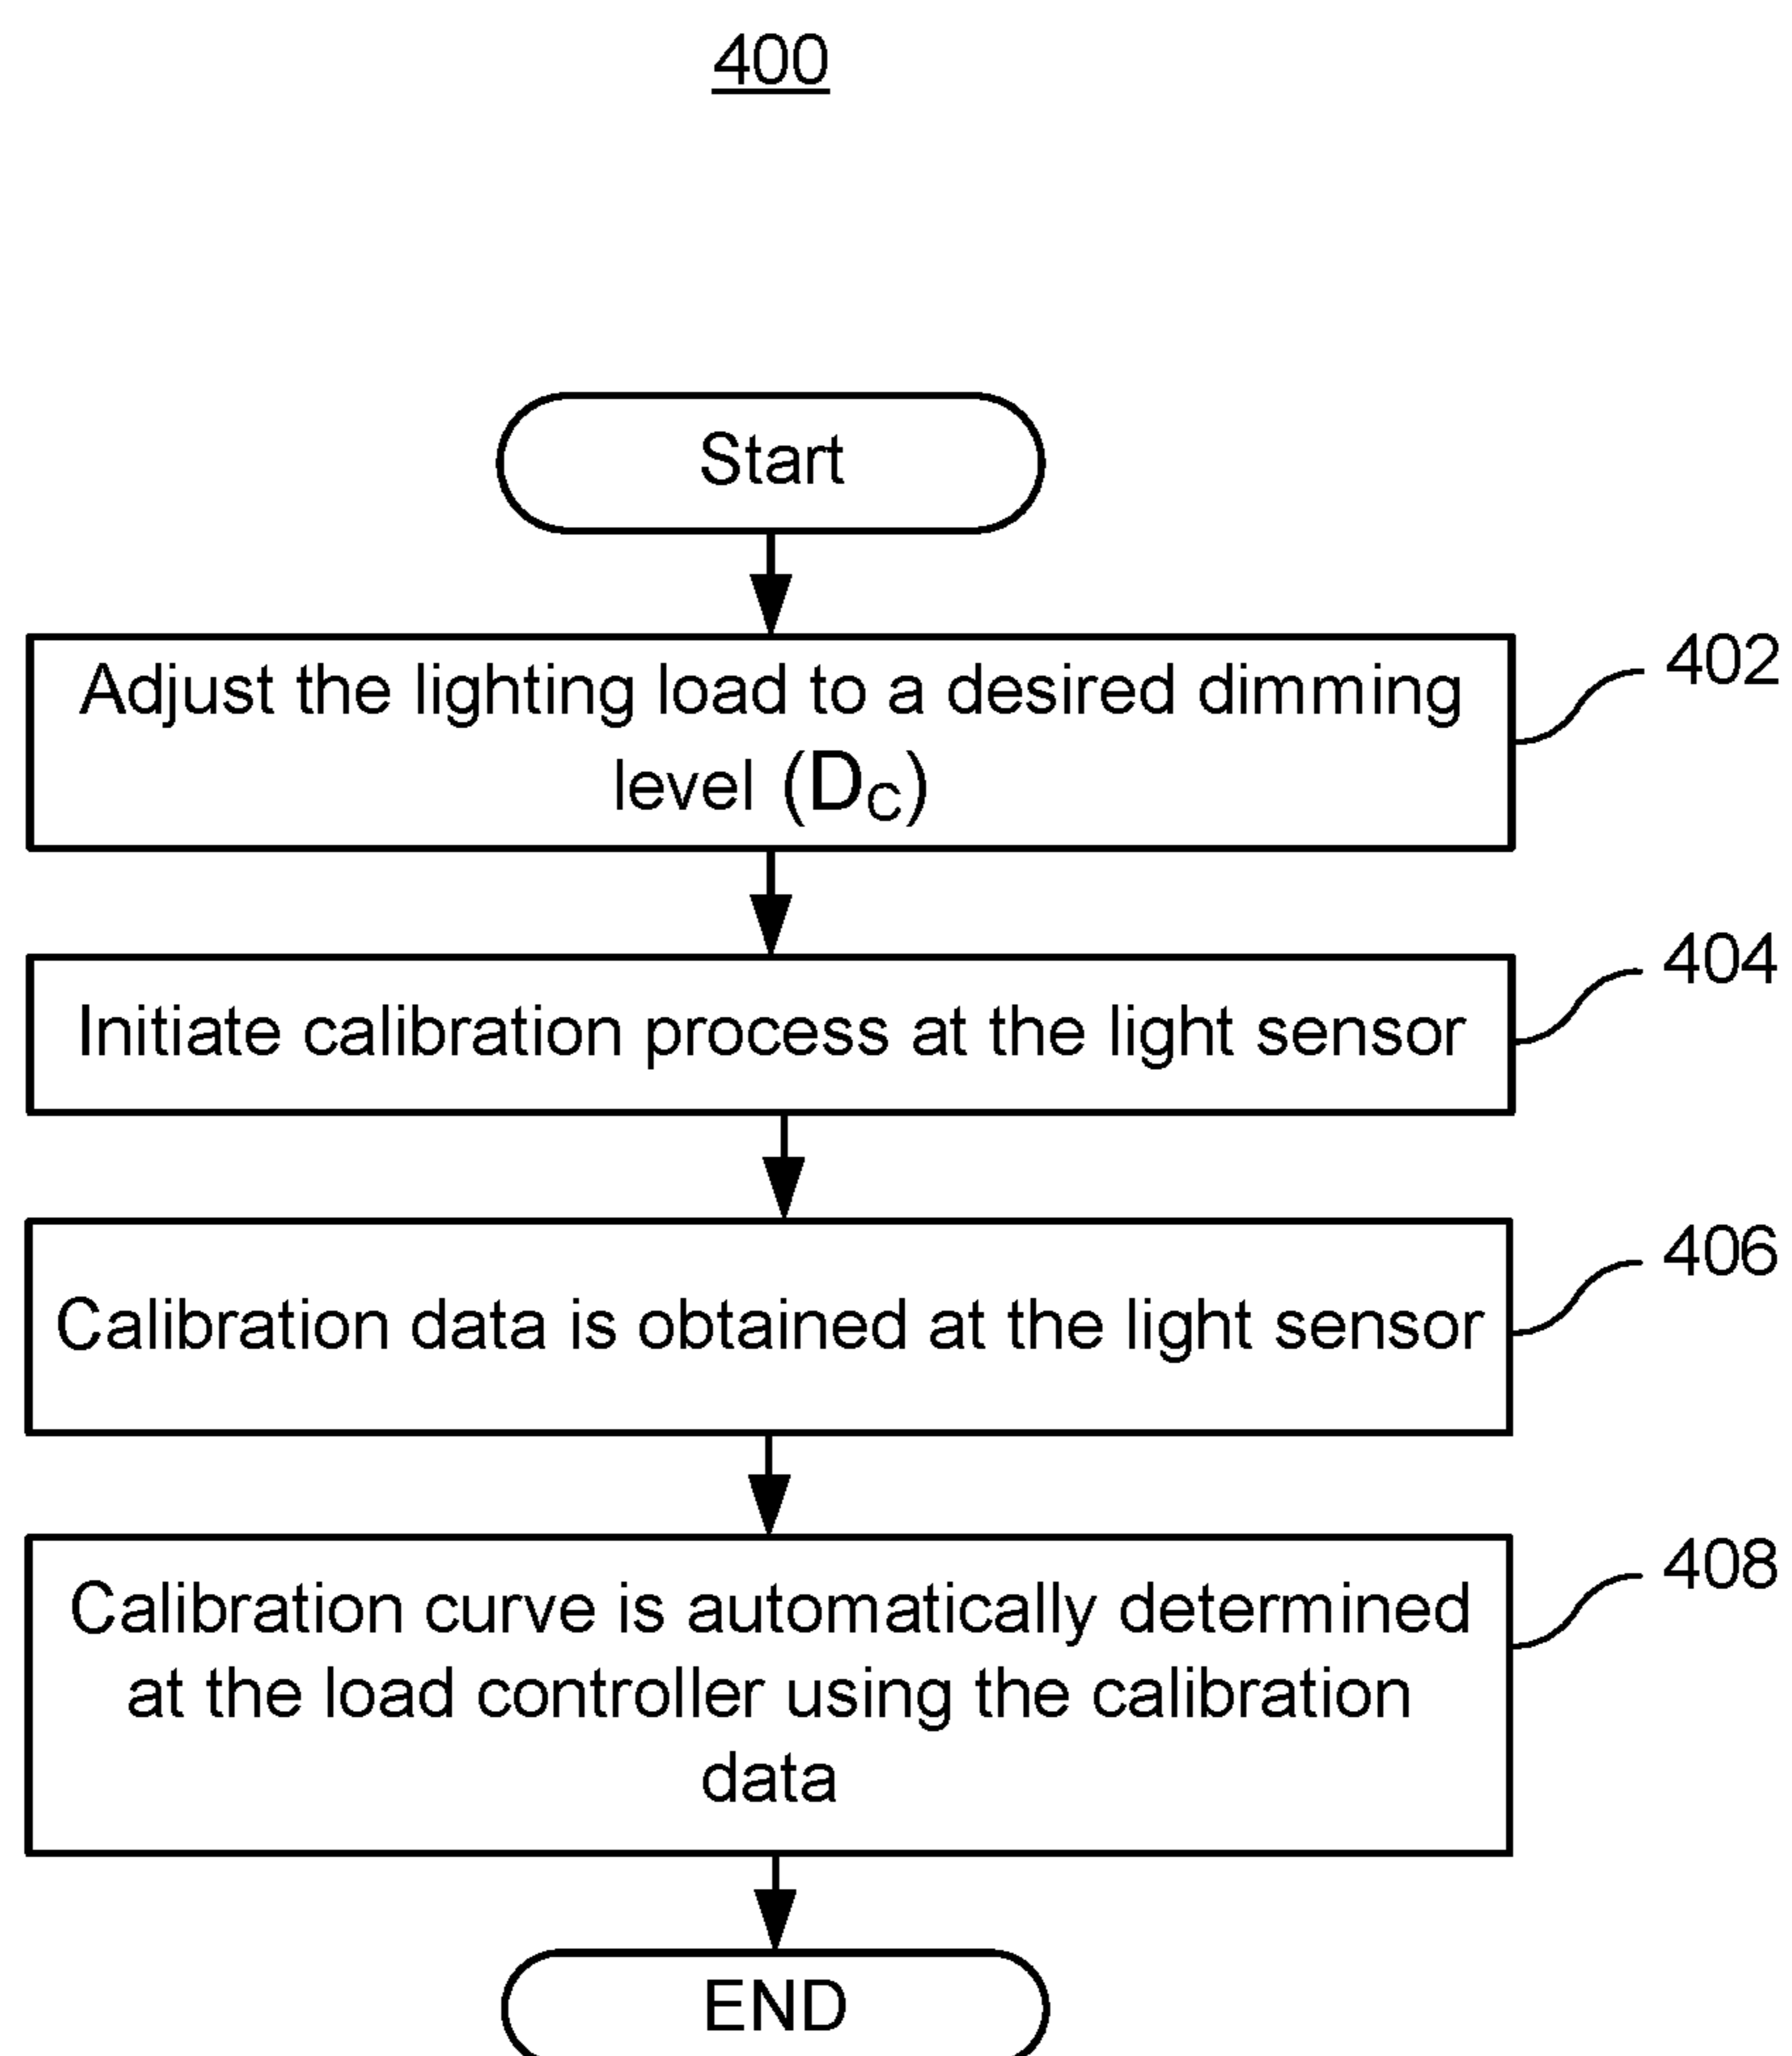 400
Start
Adjust the lighting load to a desired dimming
level (D_C)
402
Initiate calibration process at the light sensor
404
Calibration data is obtained at the light sensor
406
Calibration curve is automatically determined
at the load controller using the calibration
data
408
END